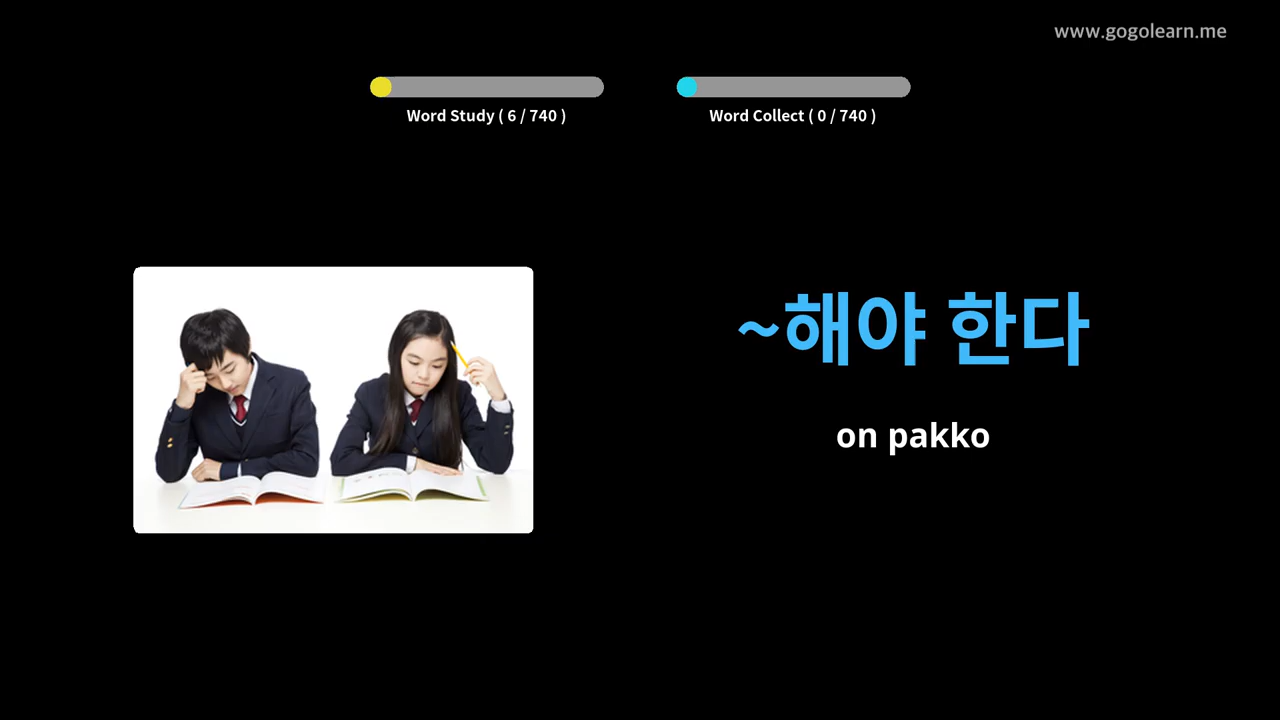 www.gogolearn.me
Word Study ( 6 / 740 )
Word Collect ( 0 / 740 )
~해야 한다
on pakko